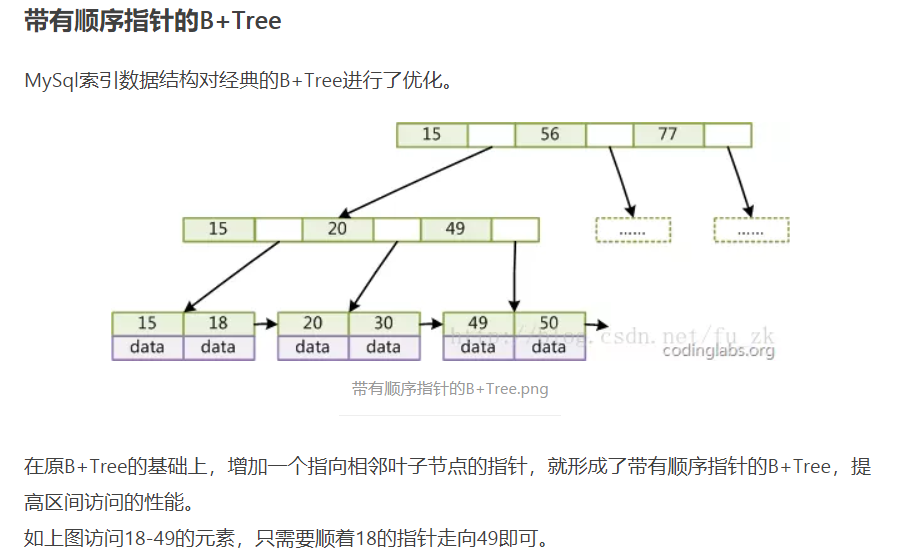 带有顺序指针的B+Tree
MySql索引数据结构对经典的B+Tree进行了优化。
15 56 77
15 20 49 ...... ......
15 18 20 30 49 50
data data data data data data
http://blog.csdn.net/fu_zk
codinglabs.org
带有顺序指针的B+Tree.png
在原B+Tree的基础上，增加一个指向相邻叶子节点的指针，就形成了带有顺序指针的B+Tree，提
高区间访问的性能。
如上图访问18-49的元素，只需要顺着18的指针走向49即可。